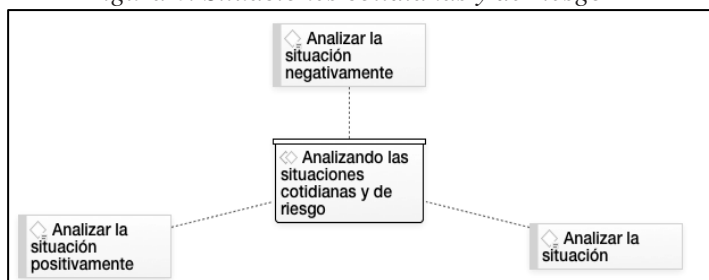 Analizar la
situación
negativamente
Analizando las
situaciones
cotidianas y de
riesgo
Analizar la
situación
positivamente
Analizar la
situación